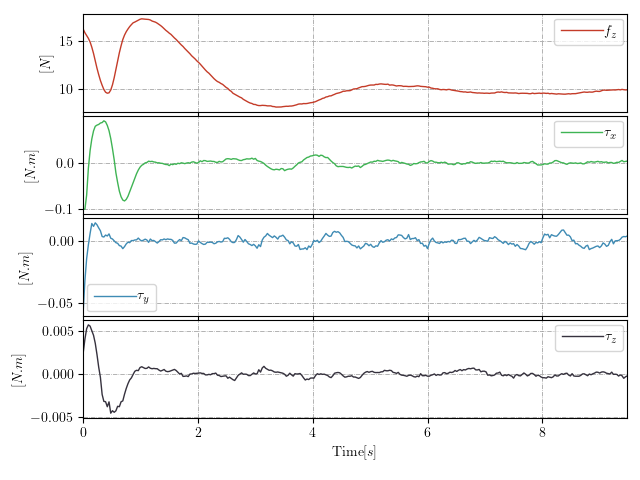 15
10
[N]
f_z
0.0
−0.1
[N.m]
τ_x
0.00
−0.05
[N.m]
τ_y
0.005
0.000
−0.005
[N.m]
τ_z
0 2 4 6 8
Time[s]